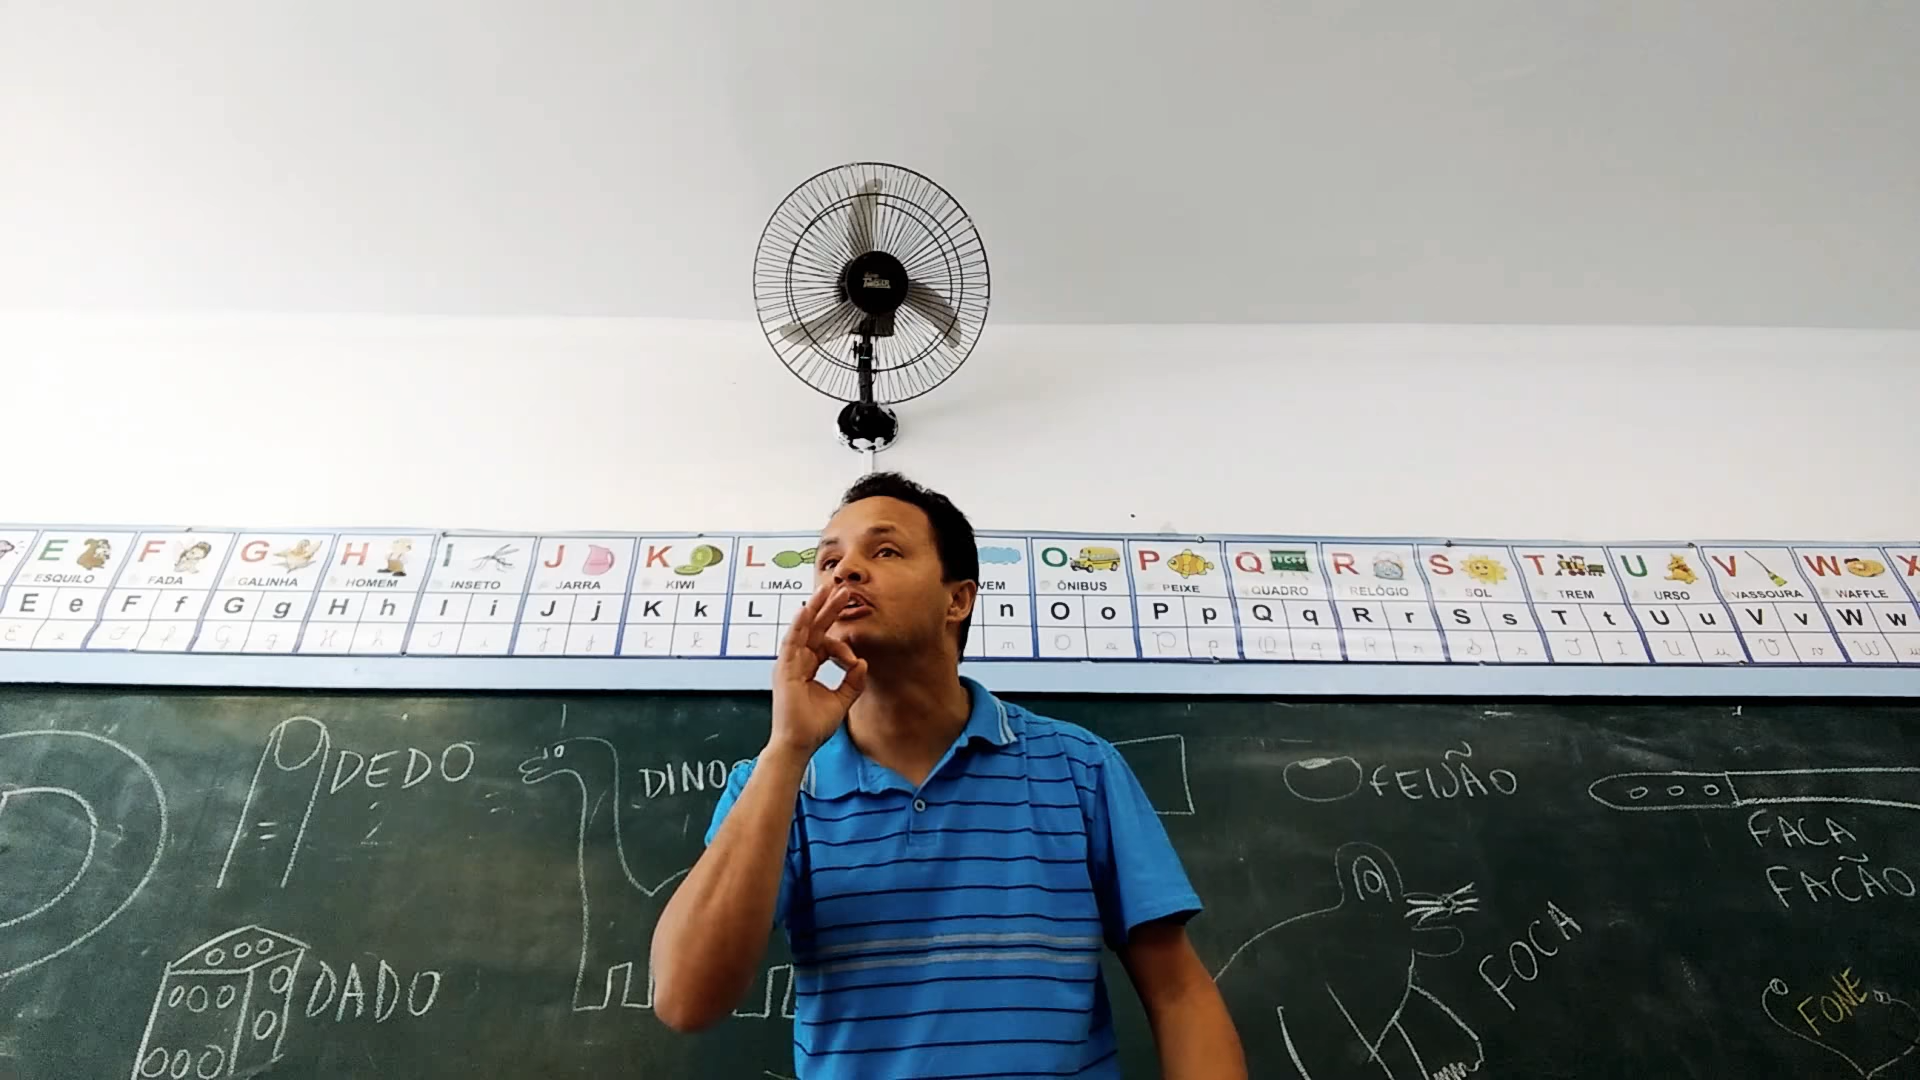 E F G H I J K L O P Q R S T U V W X
ESQUILO FADA GALINHA HOMEM INSETO JARRA KIWI LIMÃO VEM ÔNIBUS PEIXE QUADRO RELÓGIO SOL TREM URSO VASSOURA WAFFLE
E e F f G g H h I i J j K k L n O o P p Q q R r S s T t U u V v W w
E e F f G g H h I i J j K k L n O o P p Q q R r S s T t U u V v W w
DEDO
DINO
FEIJÃO
FACA
FACÃO
DADO
FOCA
FONE